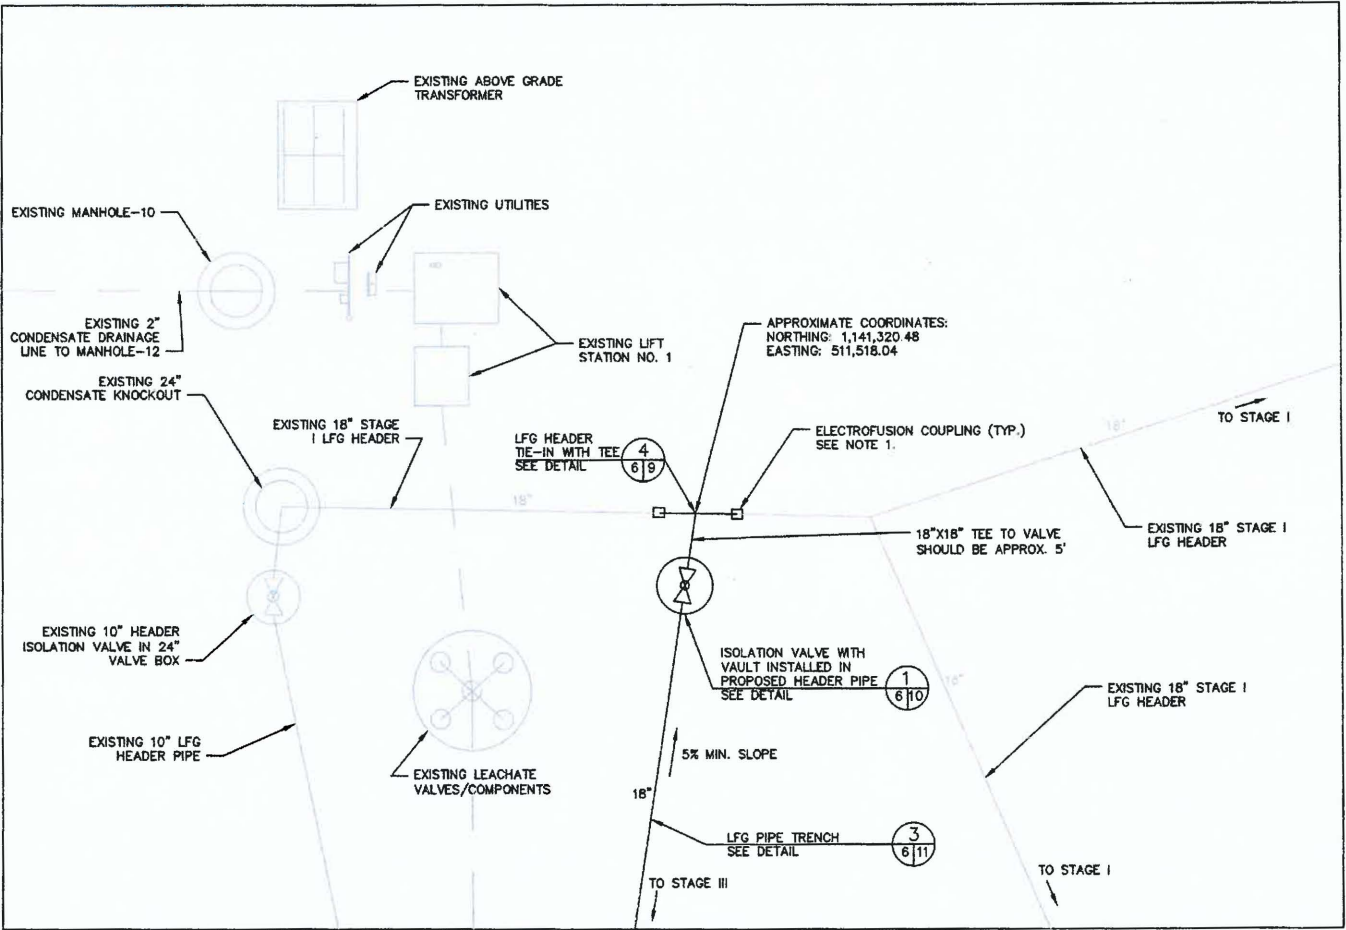 EXISTING ABOVE GRADE
TRANSFORMER
EXISTING MANHOLE-10
EXISTING UTILITIES
EXISTING 2"
CONDENSATE DRAINAGE
LINE TO MANHOLE-12
EXISTING LIFT
STATION NO. 1
APPROXIMATE COORDINATES:
NORTHING: 1,141,320.48
EASTING: 511,518.04
EXISTING 24"
CONDENSATE KNOCKOUT
EXISTING 18" STAGE
I LFG HEADER
LFG HEADER
TIE-IN WITH TEE
SEE DETAIL
4
6 9
ELECTROFUSION COUPLING (TYP.)
SEE NOTE 1.
18"
TO STAGE I
18"
18"X18" TEE TO VALVE
SHOULD BE APPROX. 5'
EXISTING 18" STAGE I
LFG HEADER
EXISTING 10" HEADER
ISOLATION VALVE IN 24"
VALVE BOX
ISOLATION VALVE WITH
VAULT INSTALLED IN
PROPOSED HEADER PIPE
SEE DETAIL
1
6 10
18"
EXISTING 18" STAGE I
LFG HEADER
EXISTING 10" LFG
HEADER PIPE
EXISTING LEACHATE
VALVES/COMPONENTS
5% MIN. SLOPE
18"
LFG PIPE TRENCH
SEE DETAIL
3
6 11
TO STAGE III
TO STAGE I